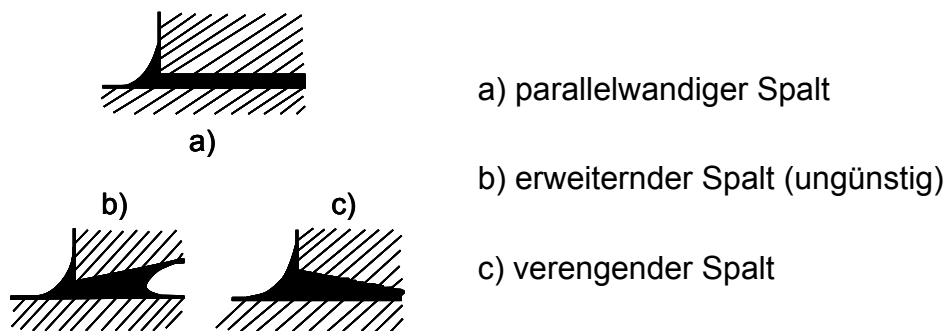 a) parallelwandiger Spalt
a)
b) erweiternder Spalt (ungünstig)
b)
c)
c) verengender Spalt